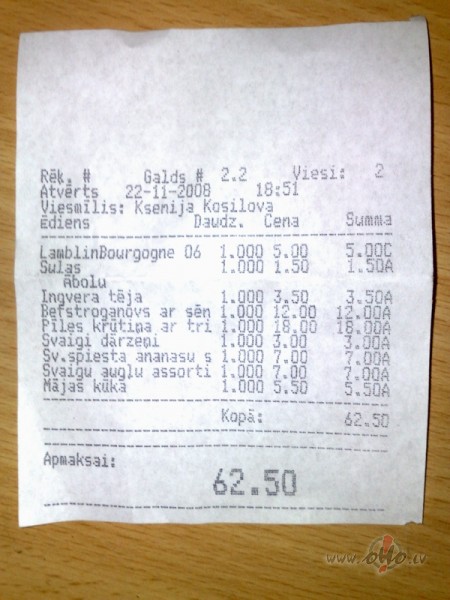 Rēķ. # Galds # 2.2 Viesi: 2
Atvērts 22-11-2008 18:51
Viesmīlis: Ksenija Kosilova
Ēdiens Daudz. Cena Summa
LamblinBourgogne 06 1.000 5.00 5.00C
Sulas 1.000 1.50 1.50A
Ābolu
Ingvera tēja 1.000 3.50 3.50A
Befstroganovs ar sēn 1.000 12.00 12.00A
Pīles krūtiņa ar tri 1.000 18.00 18.00A
Svaigi dārzeņi 1.000 3.00 3.00A
Sv.spiesta ananasu s 1.000 7.00 7.00A
Svaigu augļu assorti 1.000 7.00 7.00A
Mājas kūka 1.000 5.50 5.50A
Kopā: 62.50
Apmaksai:
62.50
www.otto.lv